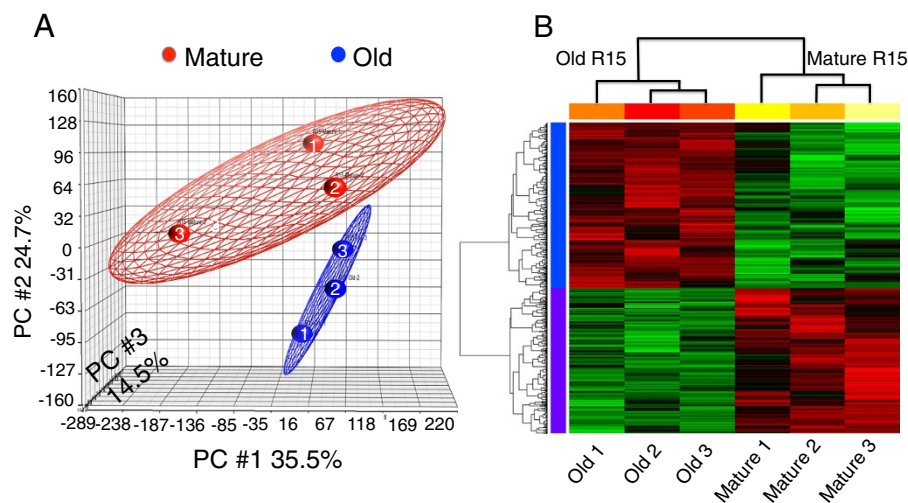 A
Mature
Old
160
128
96
64
32
0
-31
-63
-95
-127
-160
PC #2 24.7%
PC #3
14.5%
-289 -238 -187 -136 -85 -35 16 67 118 169 220
PC #1 35.5%
1
2
3
3
2
1
B
Old R15
Mature R15
Old 1
Old 2
Old 3
Mature 1
Mature 2
Mature 3